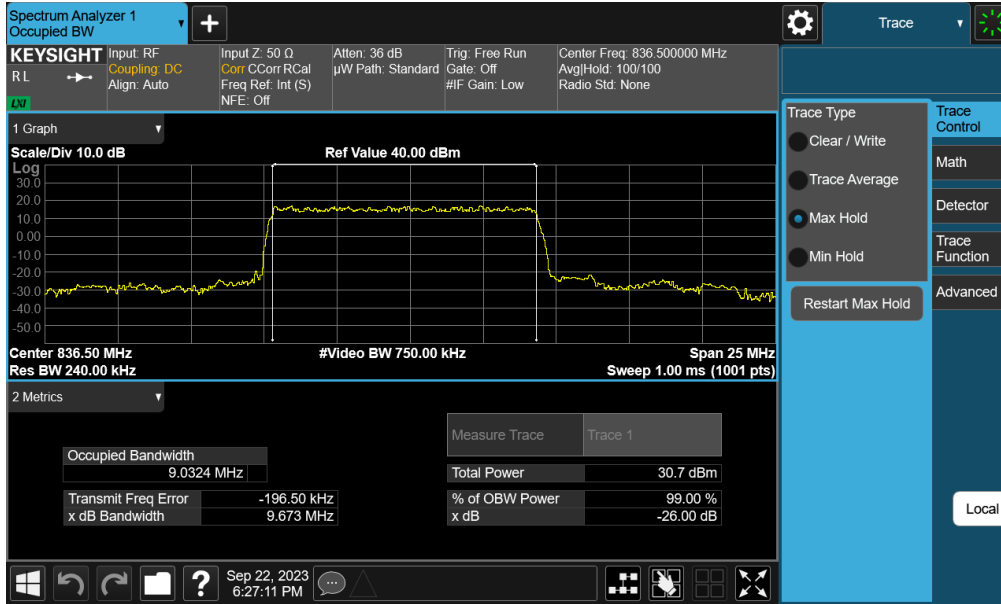 Spectrum Analyzer 1
Occupied BW
Trace
KEYSIGHT
R L
LXI
Input: RF
Coupling: DC
Align: Auto
Input Z: 50 Ω
Corr CCorr RCal
Freq Ref: Int (S)
NFE: Off
Atten: 36 dB
µW Path: Standard
Trig: Free Run
Gate: Off
#IF Gain: Low
Center Freq: 836.500000 MHz
Avg|Hold: 100/100
Radio Std: None
1 Graph
Scale/Div 10.0 dB
Ref Value 40.00 dBm
Log
30.0
20.0
10.0
0.00
-10.0
-20.0
-30.0
-40.0
-50.0
Center 836.50 MHz
#Video BW 750.00 kHz
Span 25 MHz
Res BW 240.00 kHz
Sweep 1.00 ms (1001 pts)
2 Metrics
Measure Trace
Trace 1
Occupied Bandwidth
9.0324 MHz
Total Power
30.7 dBm
Transmit Freq Error
-196.50 kHz
% of OBW Power
99.00 %
x dB Bandwidth
9.673 MHz
x dB
-26.00 dB
Trace Type
Clear / Write
Trace Average
Max Hold
Min Hold
Restart Max Hold
Trace
Control
Math
Detector
Trace
Function
Advanced
Local
?
Sep 22, 2023
6:27:11 PM